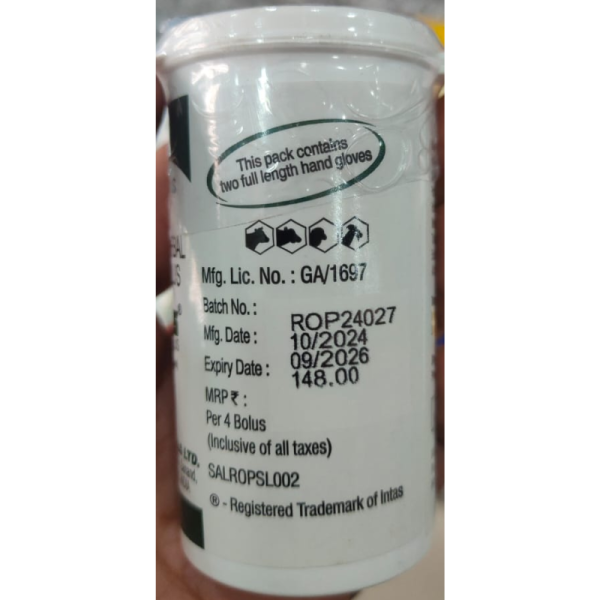 This pack contains
two full length hand gloves
Mfg. Lic. No. : GA/1697
Batch No. : ROP24027
Mfg. Date : 10/2024
Expiry Date : 09/2026
MRP ₹ : 148.00
Per 4 Bolus
(Inclusive of all taxes)
SALROPSL002
® - Registered Trademark of Intas
LTD.